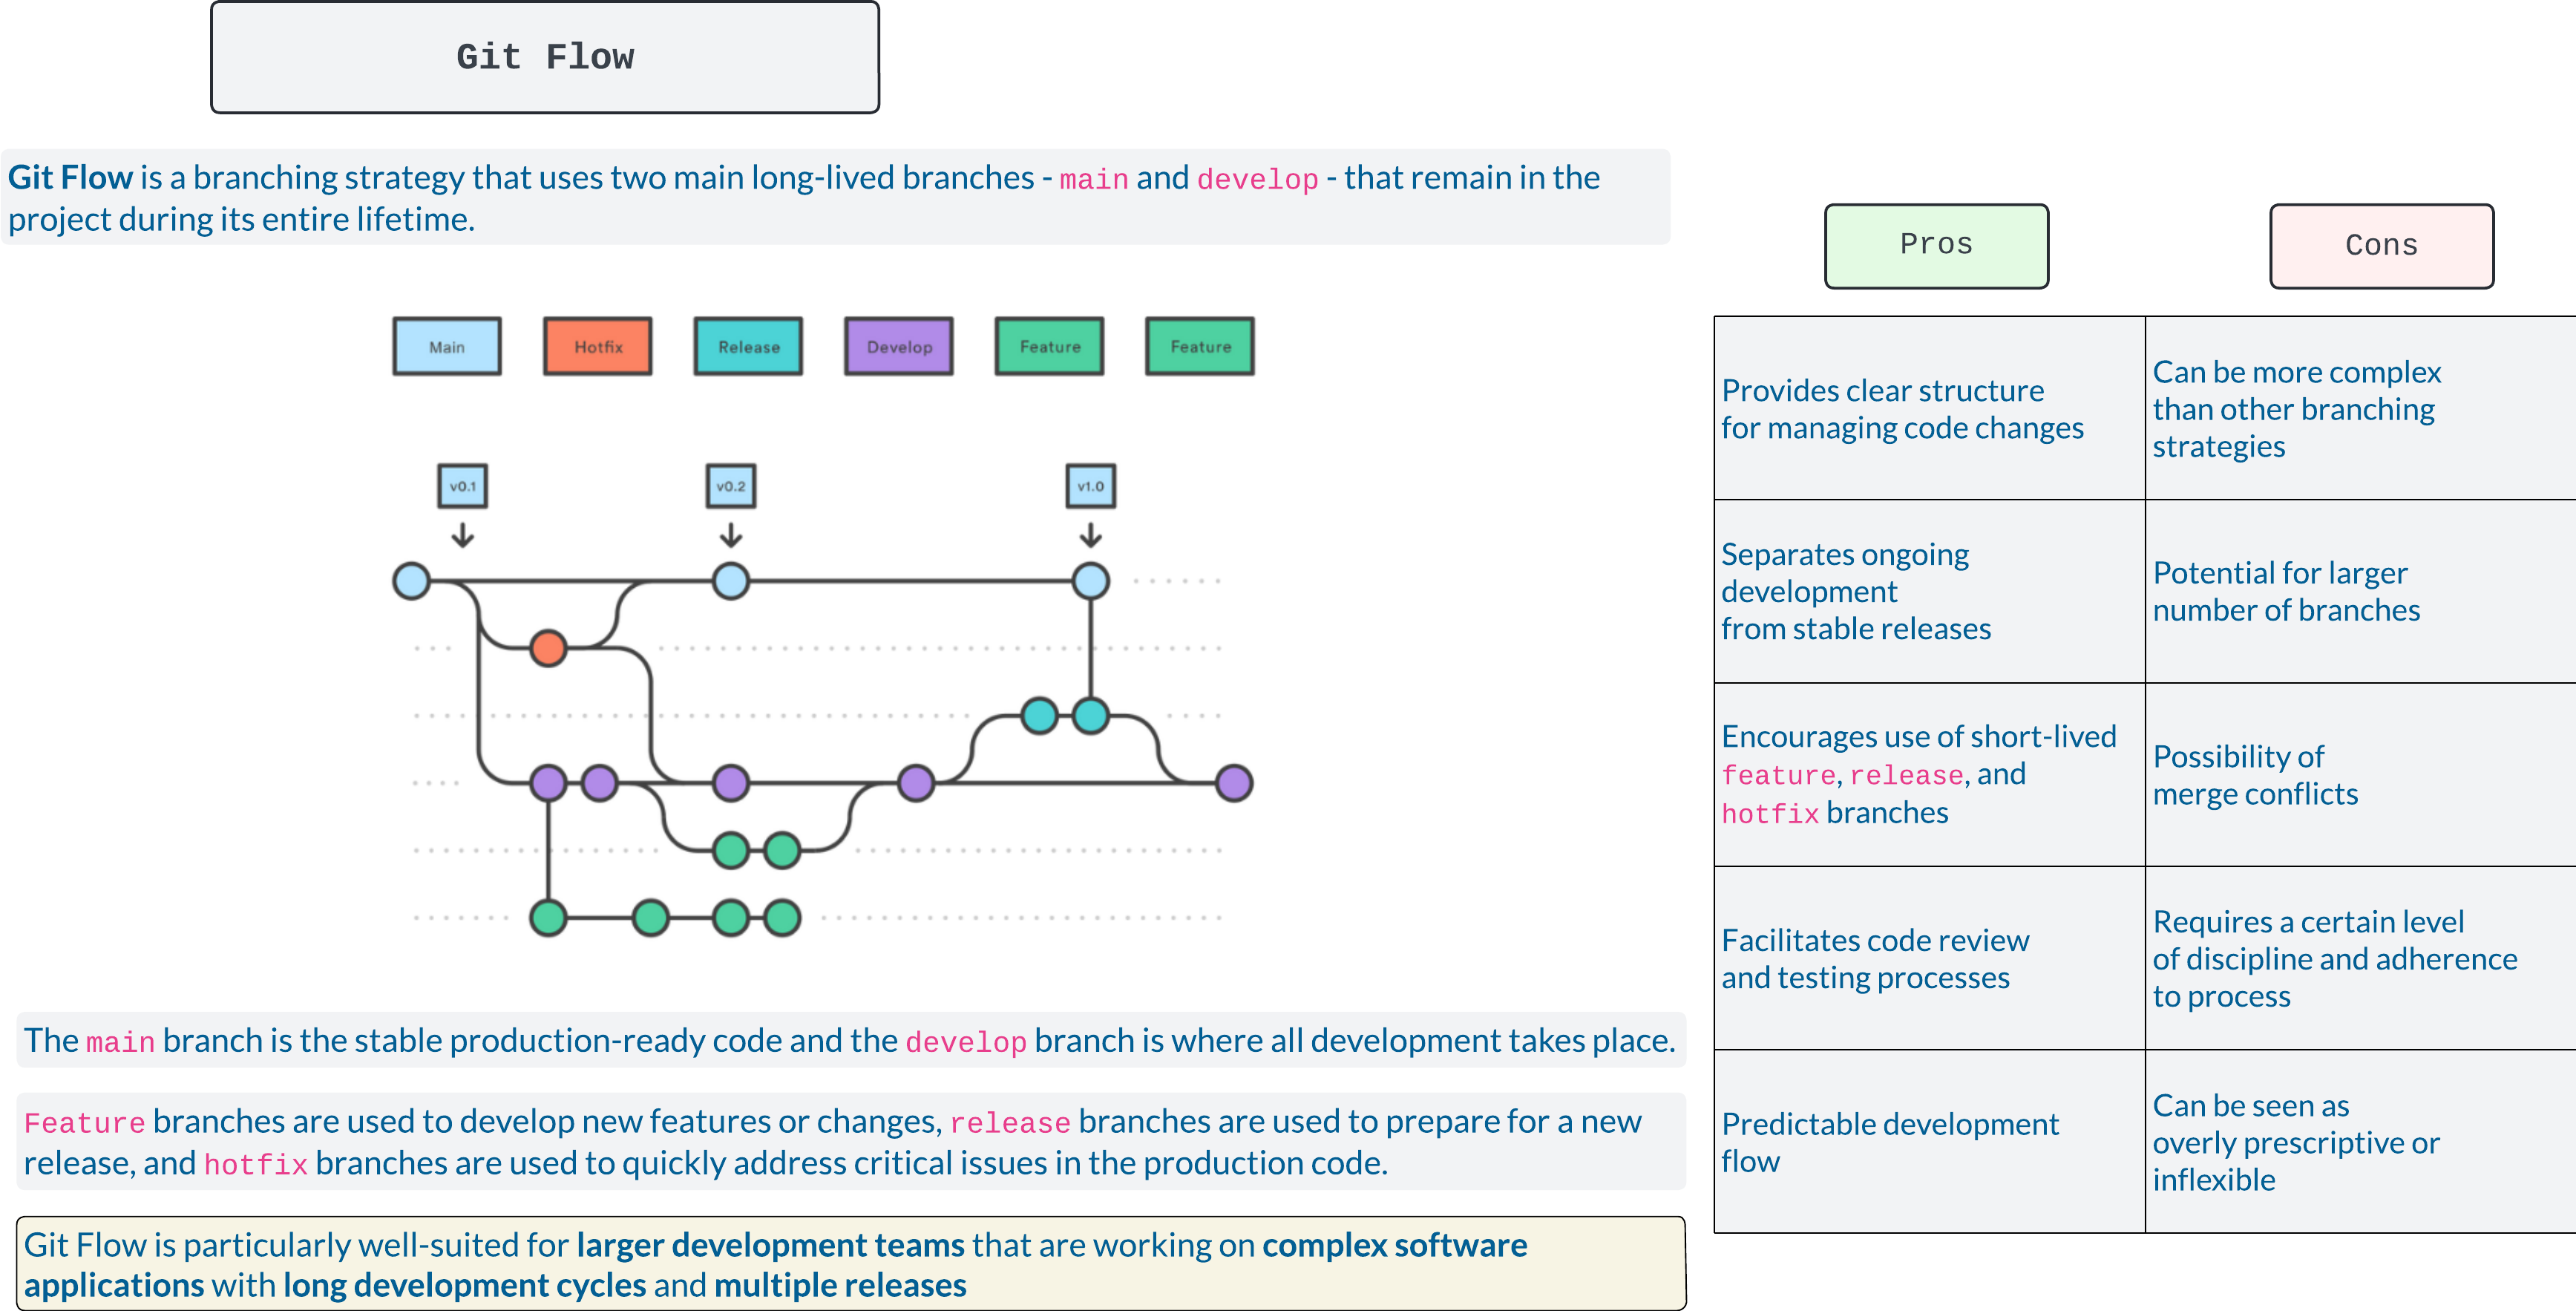 Git Flow
Git Flow is a branching strategy that uses two main long-lived branches - main and develop - that remain in the
project during its entire lifetime.
Main
Hotfix
Release
Develop
Feature
Feature
v0.1
v0.2
v1.0
The main branch is the stable production-ready code and the develop branch is where all development takes place.
Feature branches are used to develop new features or changes, release branches are used to prepare for a new
release, and hotfix branches are used to quickly address critical issues in the production code.
Git Flow is particularly well-suited for larger development teams that are working on complex software
applications with long development cycles and multiple releases
Pros
Cons
Provides clear structure
for managing code changes
Can be more complex
than other branching
strategies
Separates ongoing
development
from stable releases
Potential for larger
number of branches
Encourages use of short-lived
feature, release, and
hotfix branches
Possibility of
merge conflicts
Facilitates code review
and testing processes
Requires a certain level
of discipline and adherence
to process
Predictable development
flow
Can be seen as
overly prescriptive or
inflexible